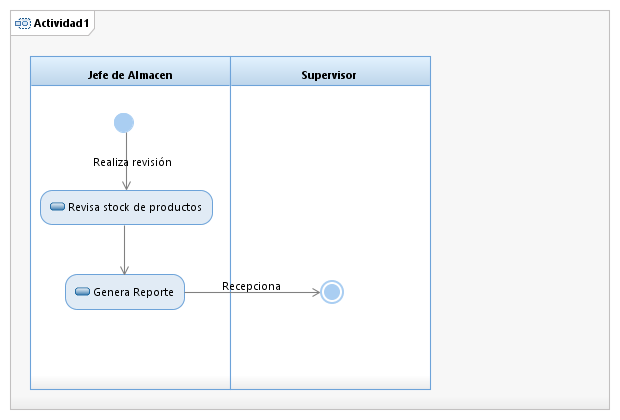 Actividad1
Jefe de Almacen
Supervisor
Realiza revisión
Revisa stock de productos
Genera Reporte
Recepciona